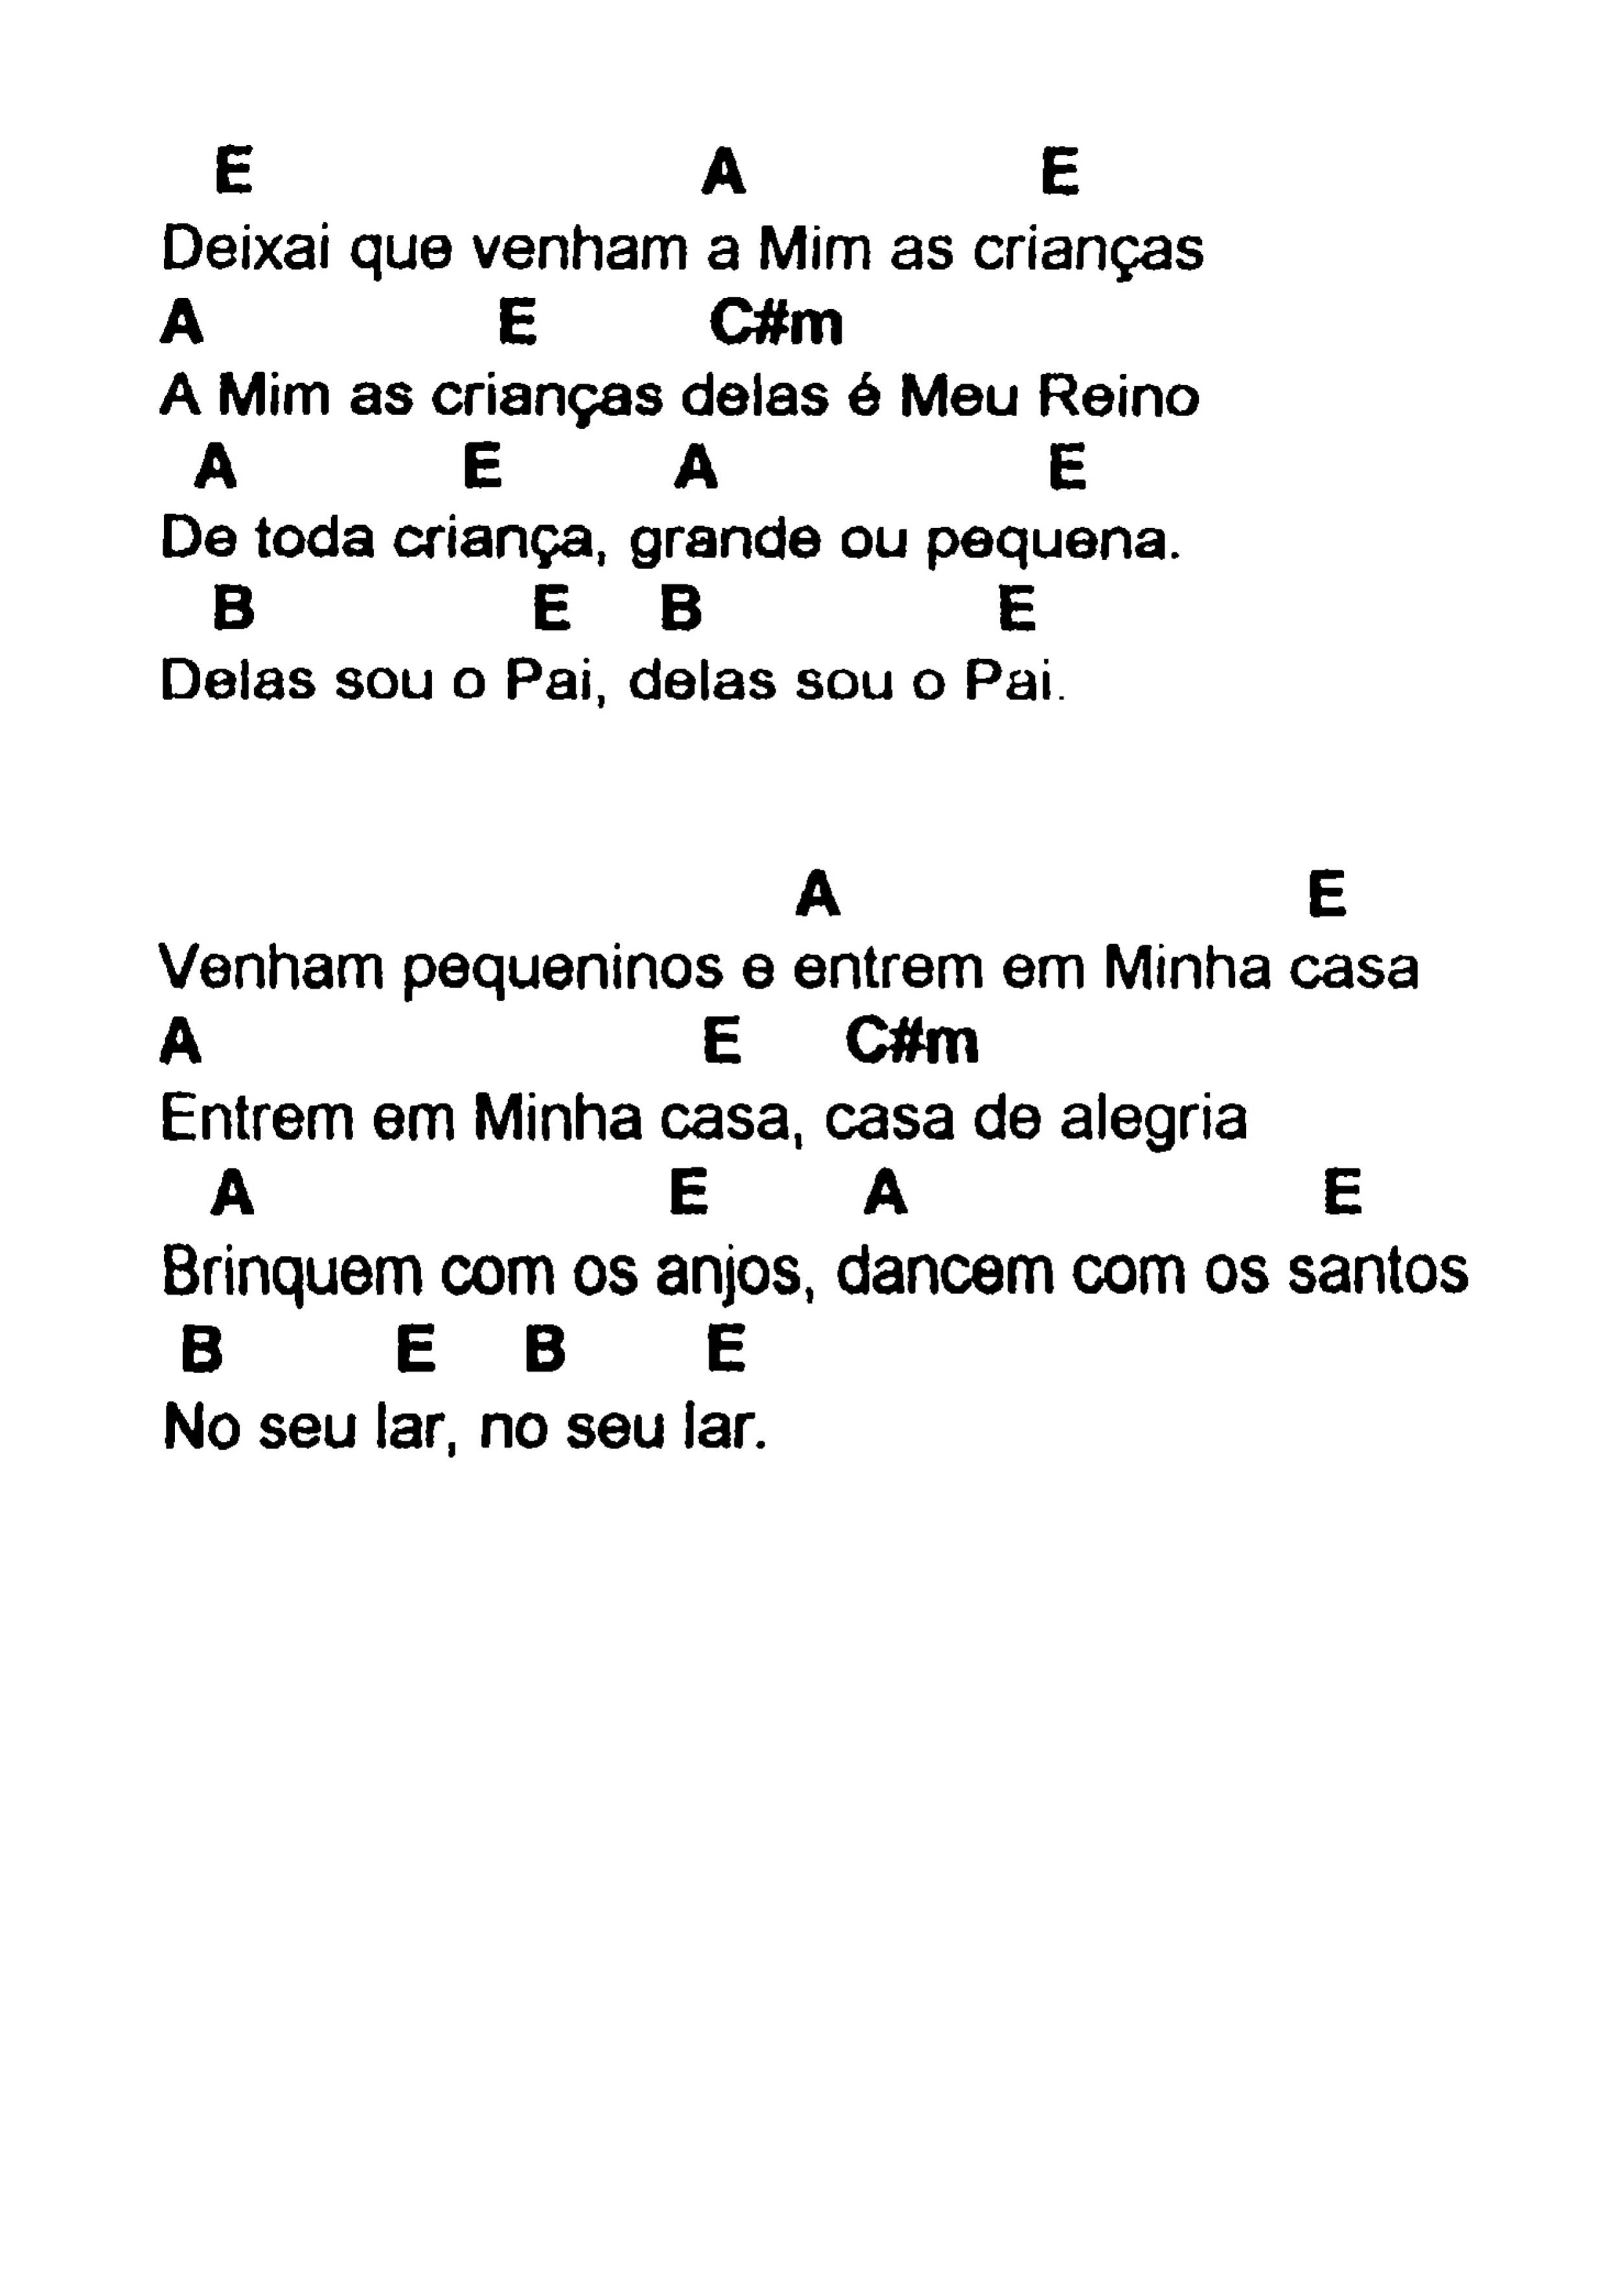 E A E
Deixai que venham a Mim as crianças
A E C#m
A Mim as crianças delas é Meu Reino
A E A E
De toda criança, grande ou pequena.
B E B E
Delas sou o Pai, delas sou o Pai.
A E
Venham pequeninos e entrem em Minha casa
A E C#m
Entrem em Minha casa, casa de alegria
A E A E
Brinquem com os anjos, dancem com os santos
B E B E
No seu lar, no seu lar.